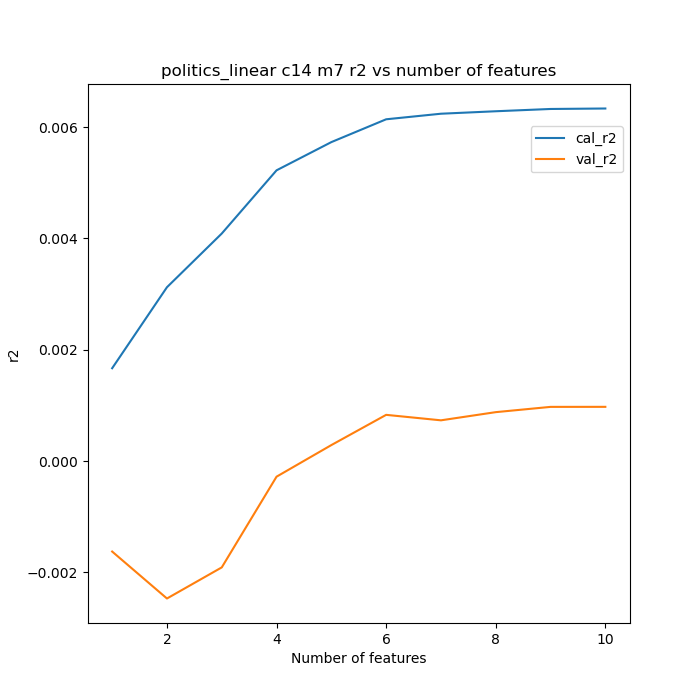 politics_linear c14 m7 r2 vs number of features
0.006
0.004
0.002
0.000
−0.002
r2
cal_r2
val_r2
2
4
6
8
10
Number of features